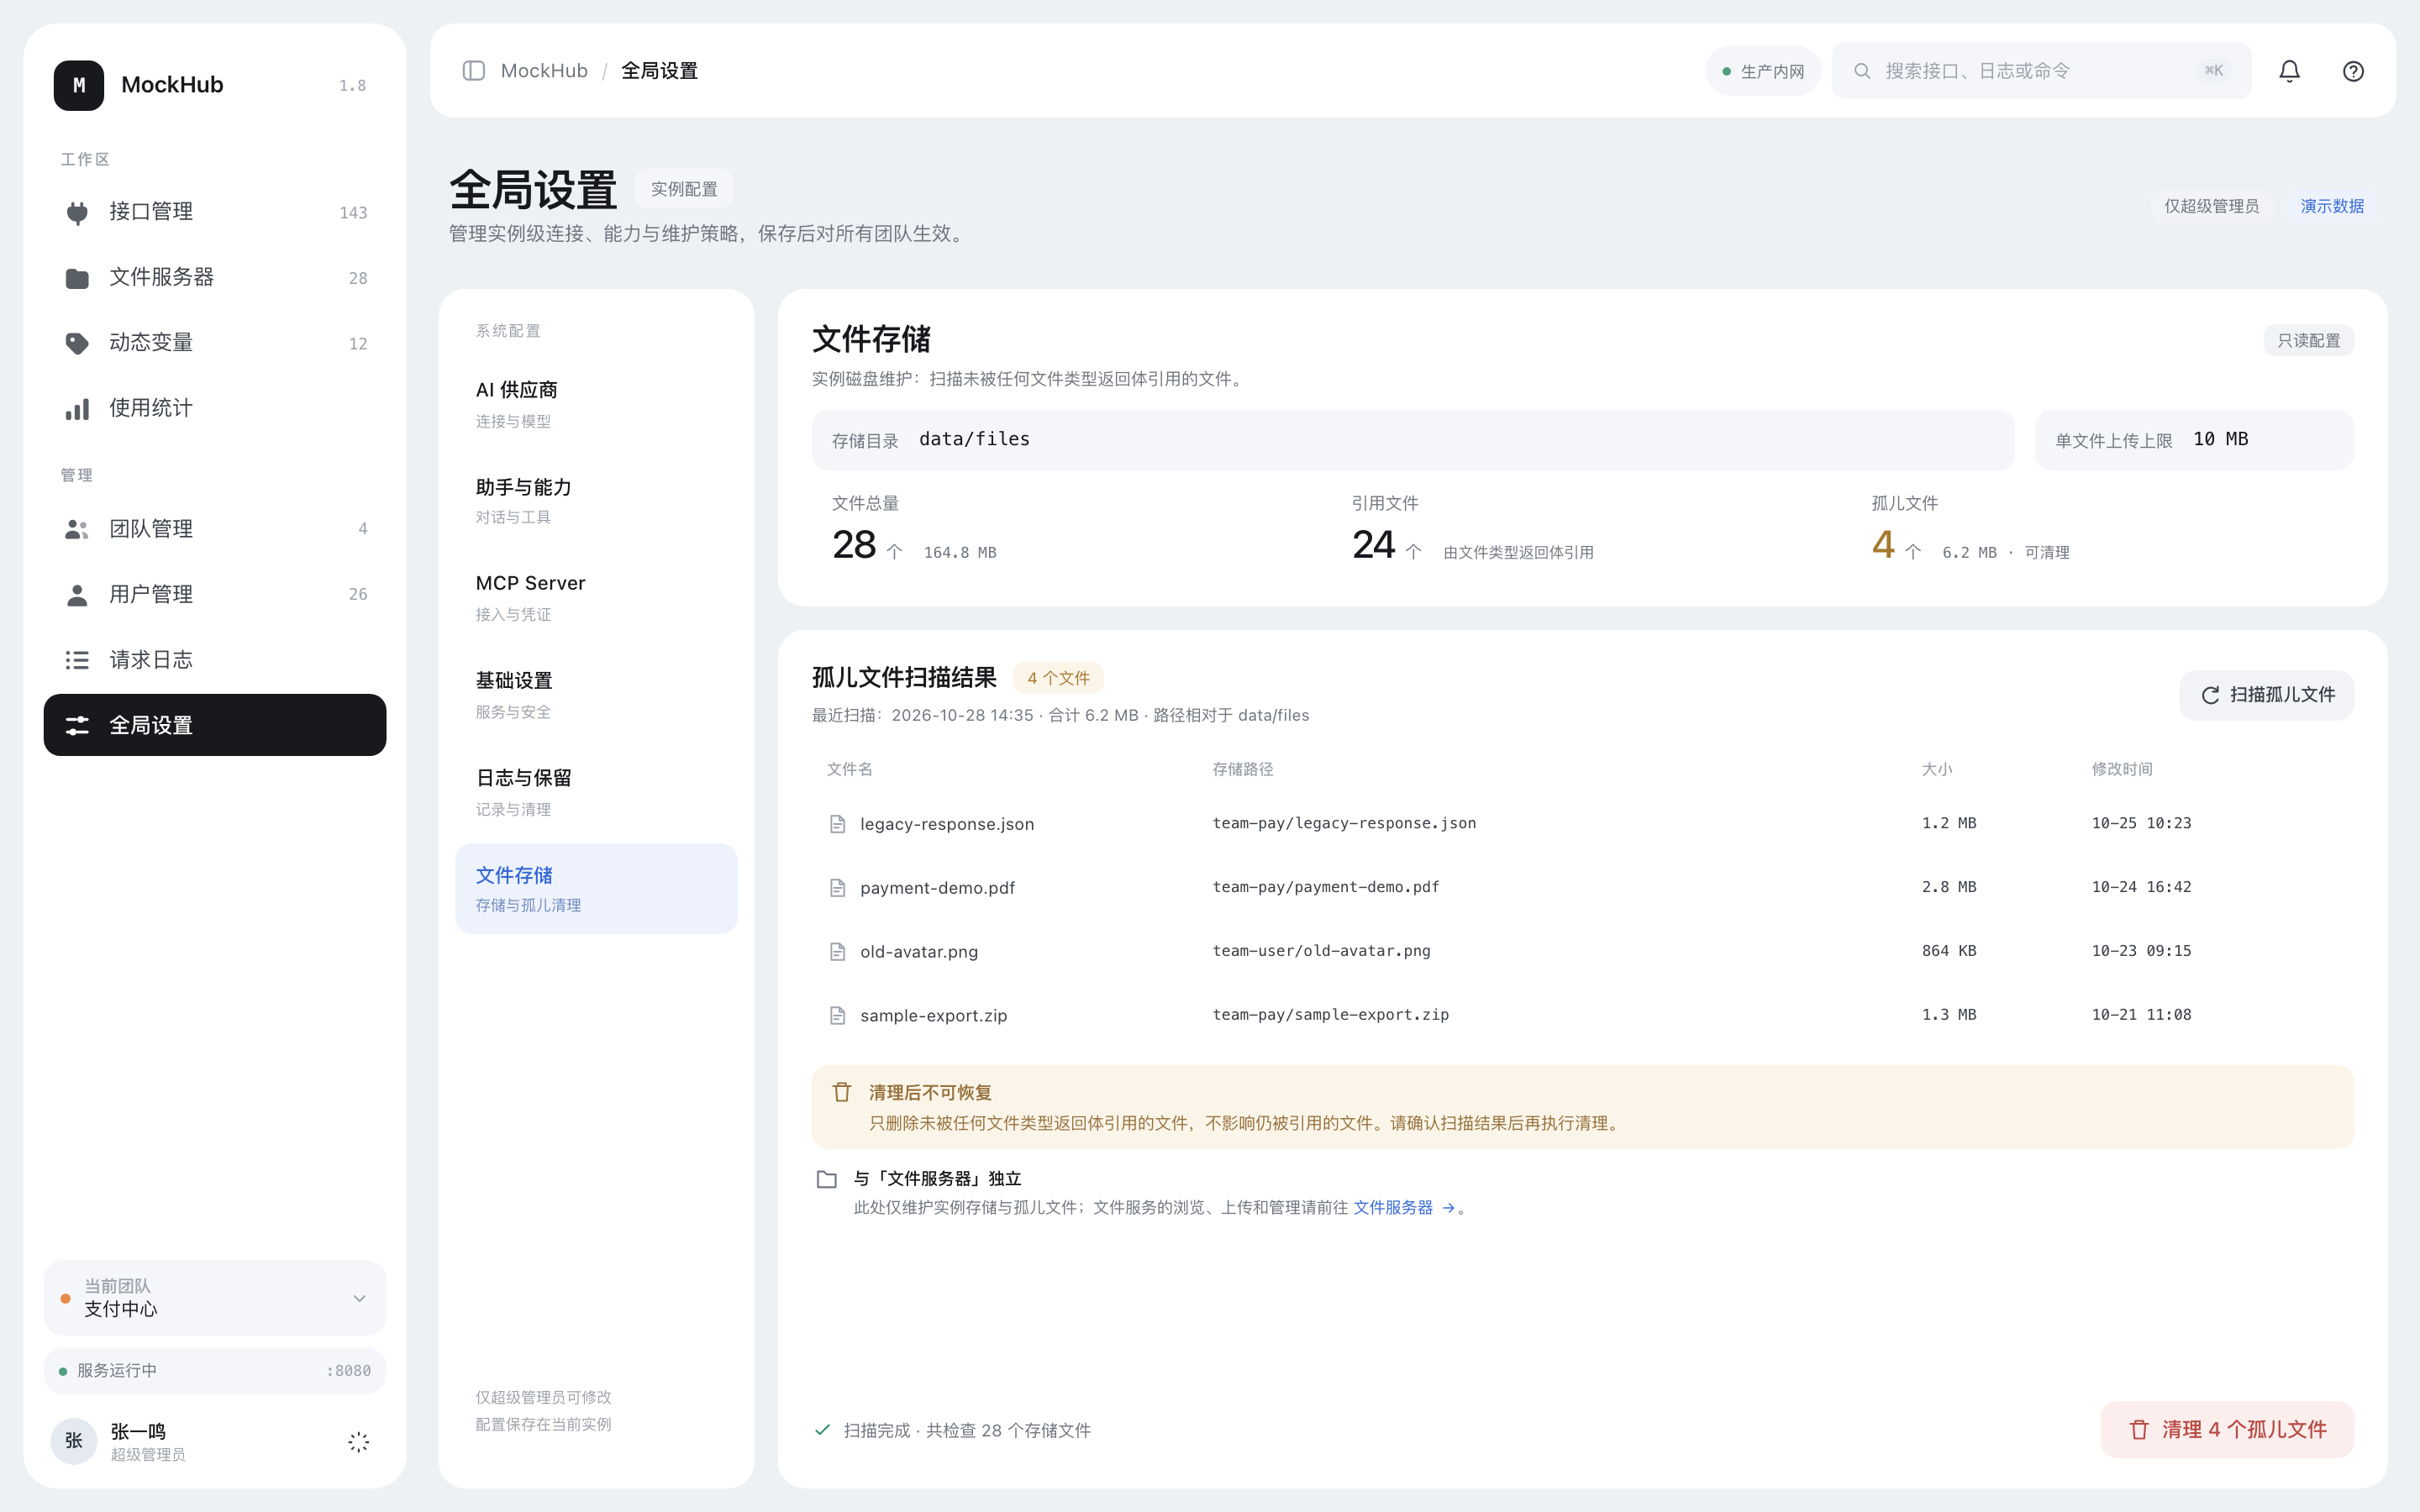 M MockHub 1.8
工作区
接口管理 143
文件服务器 28
动态变量 12
使用统计
管理
团队管理 4
用户管理 26
请求日志
全局设置
当前团队
支付中心
服务运行中 :8080
张 张一鸣
超级管理员
MockHub / 全局设置
生产内网
搜索接口、日志或命令 ⌘K
全局设置 实例配置
管理实例级连接、能力与维护策略，保存后对所有团队生效。
仅超级管理员 演示数据
系统配置
AI 供应商
连接与模型
助手与能力
对话与工具
MCP Server
接入与凭证
基础设置
服务与安全
日志与保留
记录与清理
文件存储
存储与孤儿清理
仅超级管理员可修改
配置保存在当前实例
文件存储 只读配置
实例磁盘维护：扫描未被任何文件类型返回体引用的文件。
存储目录 data/files 单文件上传上限 10 MB
文件总量 引用文件 孤儿文件
28 个 164.8 MB 24 个 由文件类型返回体引用 4 个 6.2 MB · 可清理
孤儿文件扫描结果 4 个文件
最近扫描：2026-10-28 14:35 · 合计 6.2 MB · 路径相对于 data/files
扫描孤儿文件
文件名 存储路径 大小 修改时间
legacy-response.json team-pay/legacy-response.json 1.2 MB 10-25 10:23
payment-demo.pdf team-pay/payment-demo.pdf 2.8 MB 10-24 16:42
old-avatar.png team-user/old-avatar.png 864 KB 10-23 09:15
sample-export.zip team-pay/sample-export.zip 1.3 MB 10-21 11:08
清理后不可恢复
只删除未被任何文件类型返回体引用的文件，不影响仍被引用的文件。请确认扫描结果后再执行清理。
与「文件服务器」独立
此处仅维护实例存储与孤儿文件；文件服务的浏览、上传和管理请前往 文件服务器 →。
扫描完成 · 共检查 28 个存储文件
清理 4 个孤儿文件